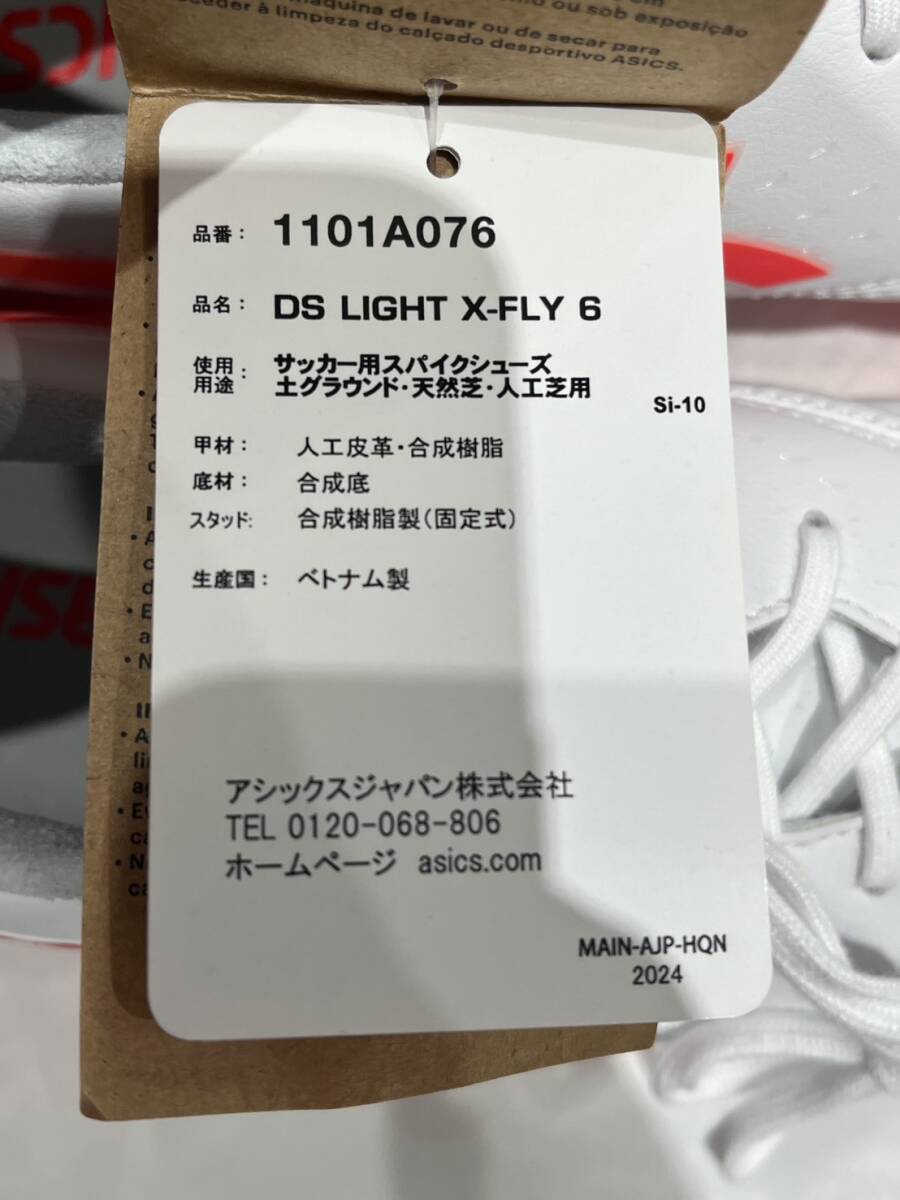 ou sob exposição
máquina de lavar ou de secar para
à limpeza do calçado desportivo ASICS.
品番： 1101A076
品名： DS LIGHT X-FLY 6
使用用途： サッカー用スパイクシューズ
土グラウンド・天然芝・人工芝用
Si-10
甲材： 人工皮革・合成樹脂
底材： 合成底
スタッド: 合成樹脂製(固定式)
生産国： ベトナム製
アシックスジャパン株式会社
TEL 0120-068-806
ホームページ asics.com
MAIN-AJP-HQN
2024